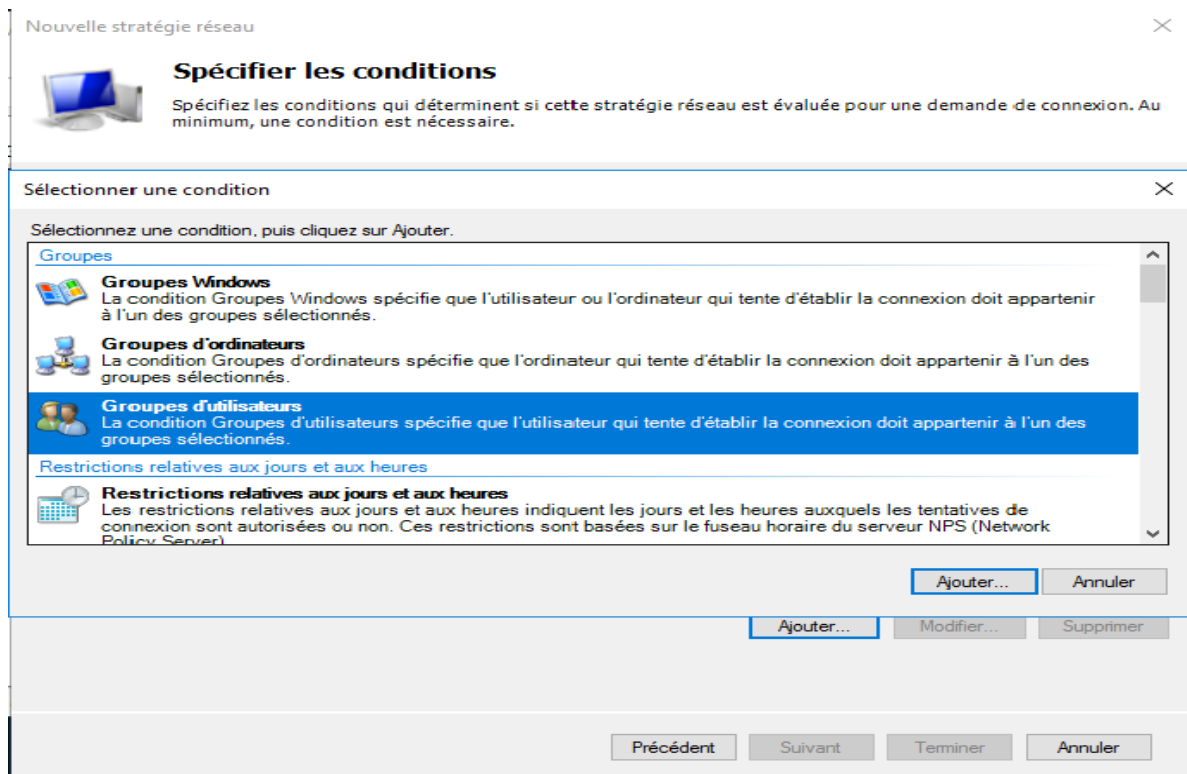 Nouvelle stratégie réseau
Spécifier les conditions
Spécifiez les conditions qui déterminent si cette stratégie réseau est évaluée pour une demande de connexion. Au
minimum, une condition est nécessaire.
Sélectionner une condition
Sélectionnez une condition, puis cliquez sur Ajouter.
Groupes
Groupes Windows
La condition Groupes Windows spécifie que l'utilisateur ou l'ordinateur qui tente d'établir la connexion doit appartenir
à l'un des groupes sélectionnés.
Groupes d'ordinateurs
La condition Groupes d'ordinateurs spécifie que l'ordinateur qui tente d'établir la connexion doit appartenir à l'un des
groupes sélectionnés.
Groupes d'utilisateurs
La condition Groupes d'utilisateurs spécifie que l'utilisateur qui tente d'établir la connexion doit appartenir à l'un des
groupes sélectionnés.
Restrictions relatives aux jours et aux heures
Restrictions relatives aux jours et aux heures
Les restrictions relatives aux jours et aux heures indiquent les jours et les heures auxquels les tentatives de
connexion sont autorisées ou non. Ces restrictions sont basées sur le fuseau horaire du serveur NPS (Network
Policy Server)
Ajouter... Annuler
Ajouter... Modifier... Supprimer
Précédent Suivant Terminer Annuler